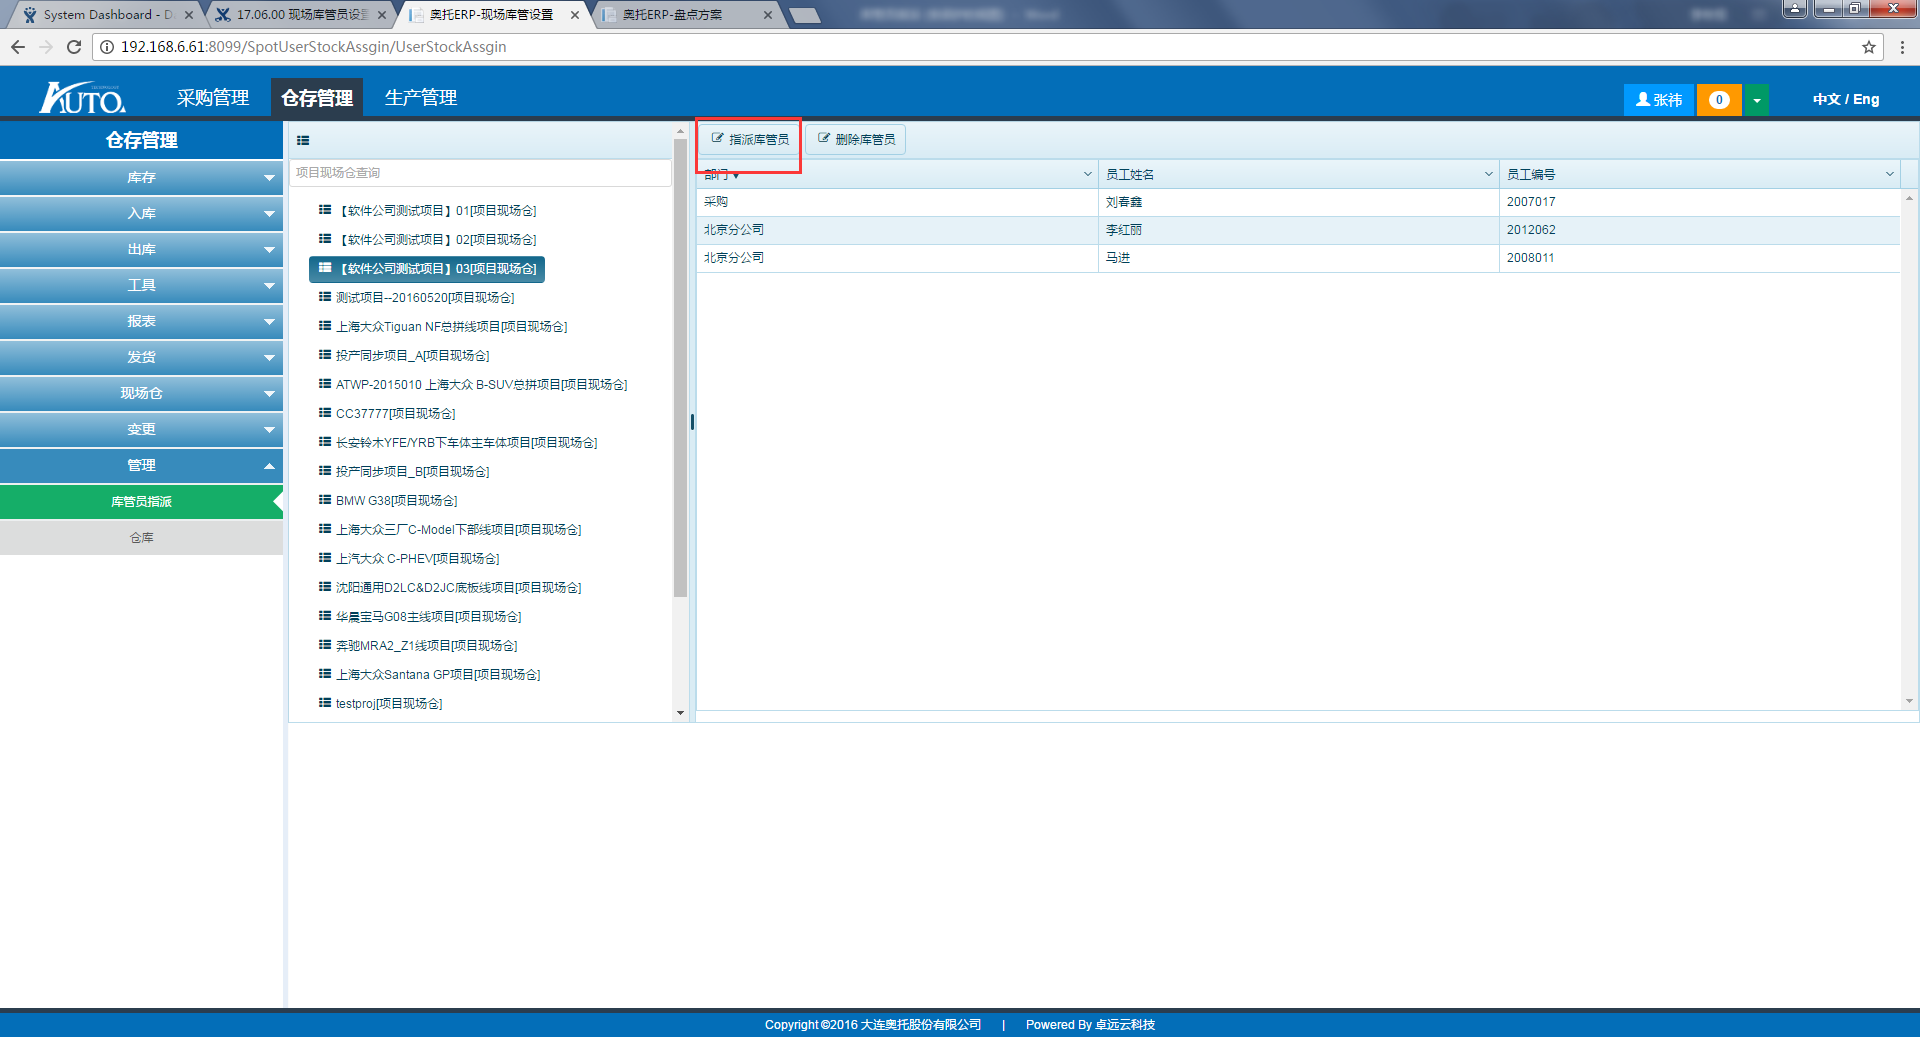 System Dashboard - D
17.06.00 现场库管员设
奥托ERP-现场库管设置
奥托ERP-盘点方案
192.168.6.61:8099/SpotUserStockAssgin/UserStockAssgin
AUTO.
采购管理
仓存管理
生产管理
张祎
0
中文 / Eng
仓存管理
库存
入库
出库
工具
报表
发货
现场仓
变更
管理
库管员指派
仓库
项目现场仓查询
【软件公司测试项目】01[项目现场仓]
【软件公司测试项目】02[项目现场仓]
【软件公司测试项目】03[项目现场仓]
测试项目--20160520[项目现场仓]
上海大众Tiguan NF总拼线项目[项目现场仓]
投产同步项目_A[项目现场仓]
ATWP-2015010 上海大众 B-SUV总拼项目[项目现场仓]
CC37777[项目现场仓]
长安铃木YFE/YRB下车体主车体项目[项目现场仓]
投产同步项目_B[项目现场仓]
BMW G38[项目现场仓]
上海大众三厂C-Model下部线项目[项目现场仓]
上汽大众 C-PHEV[项目现场仓]
沈阳通用D2LC&D2JC底板线项目[项目现场仓]
华晨宝马G08主线项目[项目现场仓]
奔驰MRA2_Z1线项目[项目现场仓]
上海大众Santana GP项目[项目现场仓]
testproj[项目现场仓]
指派库管员
删除库管员
部门 员工姓名 员工编号
采购 刘春鑫 2007017
北京分公司 李红丽 2012062
北京分公司 马进 2008011
Copyright ©2016 大连奥托股份有限公司 | Powered By 卓远云科技